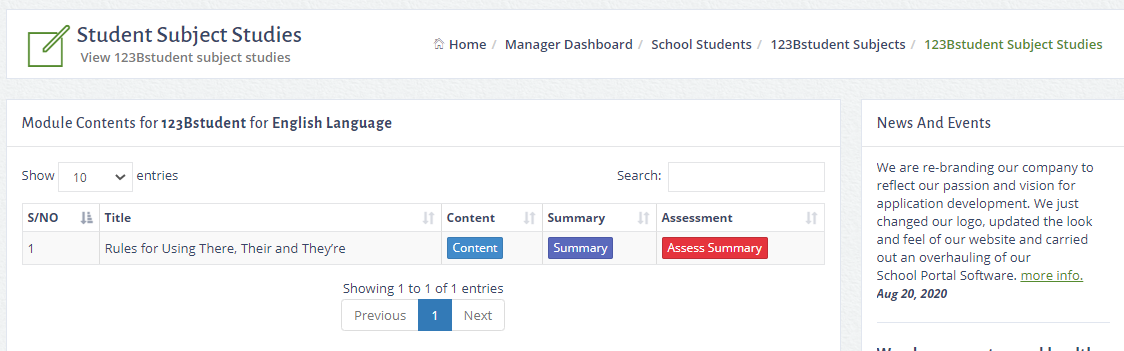 Student Subject Studies
View 123Bstudent subject studies
Home / Manager Dashboard / School Students / 123Bstudent Subjects / 123Bstudent Subject Studies
Module Contents for 123Bstudent for English Language
Show 10 entries
Search:
S/NO Title Content Summary Assessment
1 Rules for Using There, Their and They're Content Summary Assess Summary
Showing 1 to 1 of 1 entries
Previous 1 Next
News And Events
We are re-branding our company to
reflect our passion and vision for
application development. We just
changed our logo, updated the look
and feel of our website and carried
out an overhauling of our
School Portal Software. more info.
Aug 20, 2020